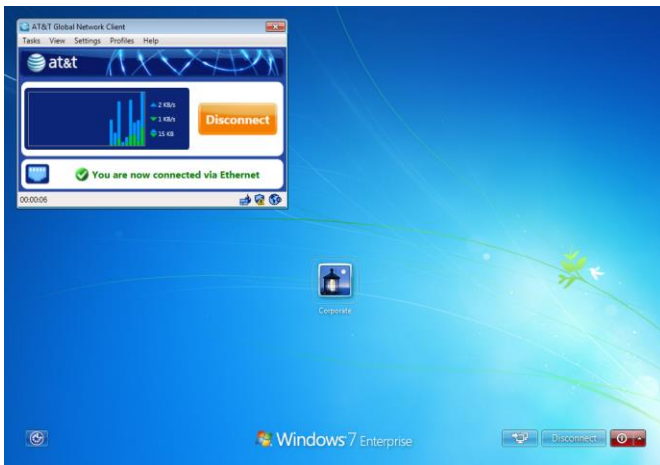 AT&T Global Network Client
Tasks View Settings Profiles Help
at&t
2 KB/s
1 KB/s
15 KB
Disconnect
You are now connected via Ethernet
00:00:06
Corporate
Windows 7 Enterprise
Disconnect